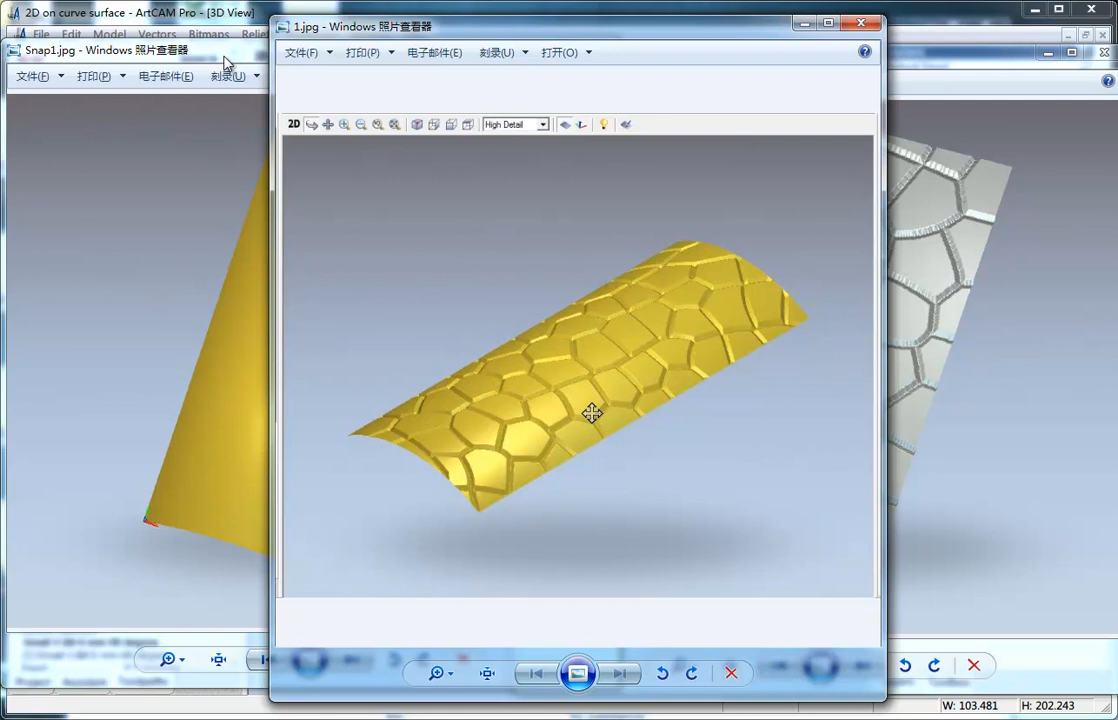 2D on curve surface - ArtCAM Pro - [3D View]
File Edit Model Vectors Bitmaps Relie
Snap1.jpg - Windows 照片查看器
文件(F) 打印(P) 电子邮件(E) 刻录(U)
1.jpg - Windows 照片查看器
文件(F) 打印(P) 电子邮件(E) 刻录(U) 打开(O)
2D High Detail
W: 103.481 H: 202.243